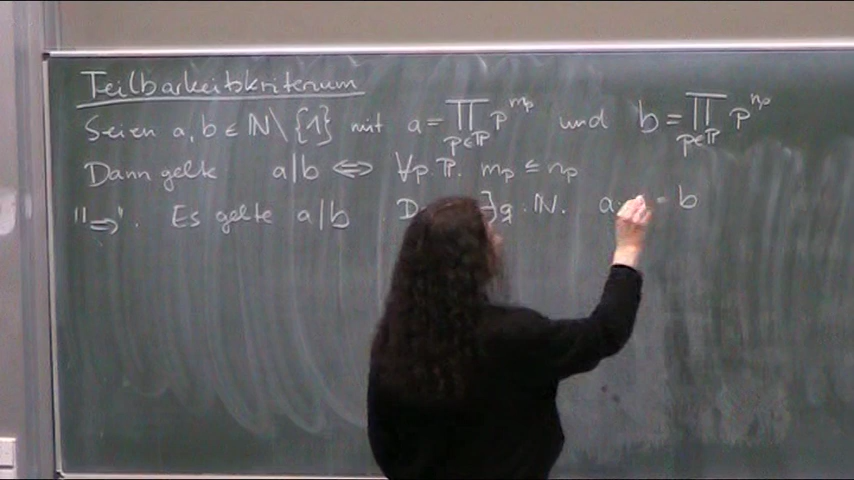 Teilbarkeitskriterium
Seien a, b ∈ ℕ \ {1} mit a = ∏_{p∈ℙ} p^{m_p} und b = ∏_{p∈ℙ} p^{n_p}
Dann gelte a|b ⟺ ∀p:ℙ. m_p ≤ n_p
"⇒". Es gelte a|b . ∃q:ℕ. a· = b